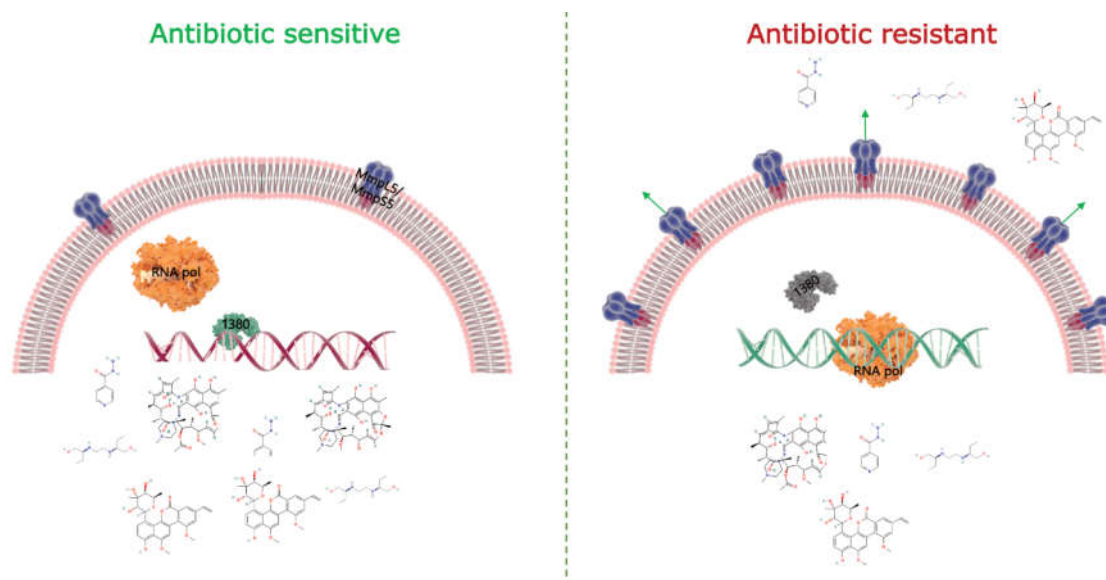 Antibiotic sensitive
Antibiotic resistant
MmpL5/
MmpS5
RNA pol
1380
1380
RNA pol